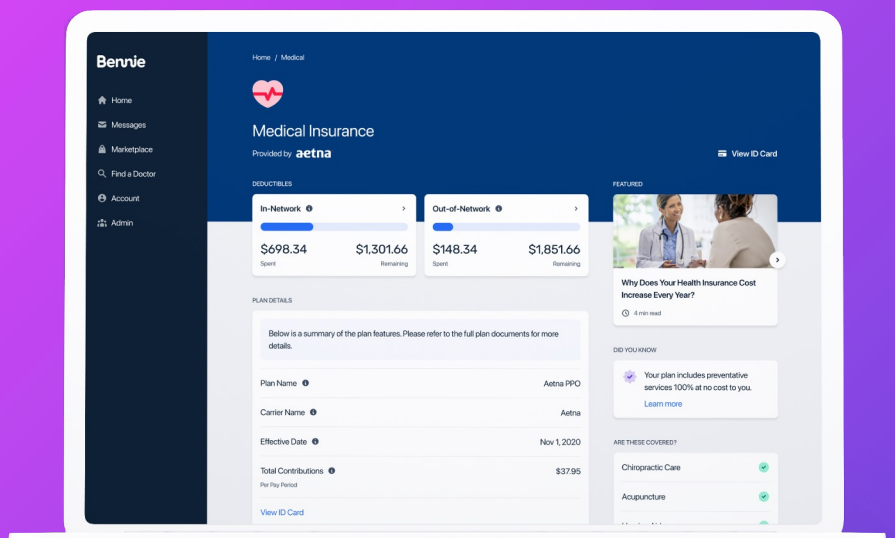 Bennie
Home
Messages
Marketplace
Find a Doctor
Account
Admin
Home / Medical
Medical Insurance
Provided by aetna
View ID Card
DEDUCTIBLES
In-Network
$698.34
$1,301.66
Spent
Remaining
Out-of-Network
$148.34
$1,851.66
Spent
Remaining
PLAN DETAILS
Below is a summary of the plan features. Please refer to the full plan documents for more
details.
Plan Name
Aetna PPO
Carrier Name
Aetna
Effective Date
Nov 1, 2020
Total Contributions
$37.95
Per Pay Period
View ID Card
FEATURED
Why Does Your Health Insurance Cost
Increase Every Year?
4 min read
DID YOU KNOW
Your plan includes preventative
services 100% at no cost to you.
Learn more
ARE THESE COVERED?
Chiropractic Care
Acupuncture